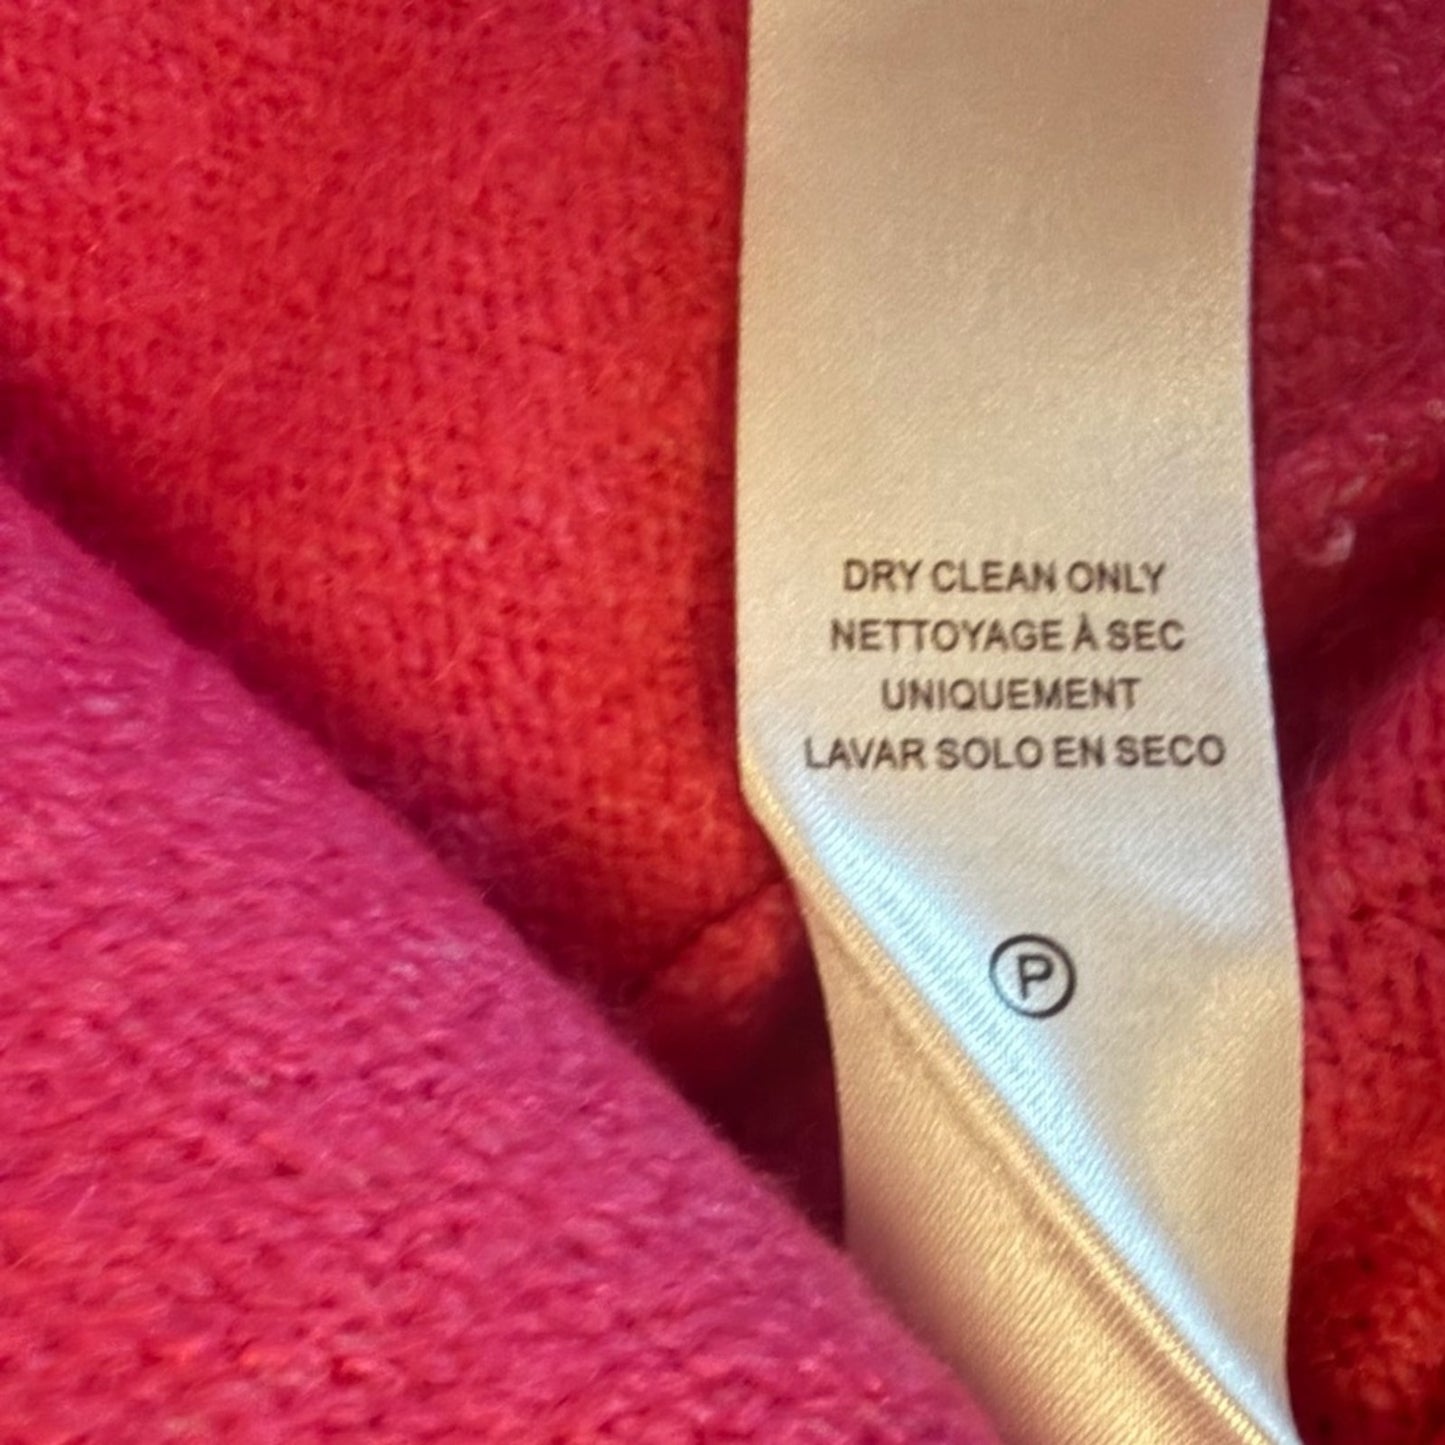 DRY CLEAN ONLY
NETTOYAGE À SEC
UNIQUEMENT
LAVAR SOLO EN SECO
P